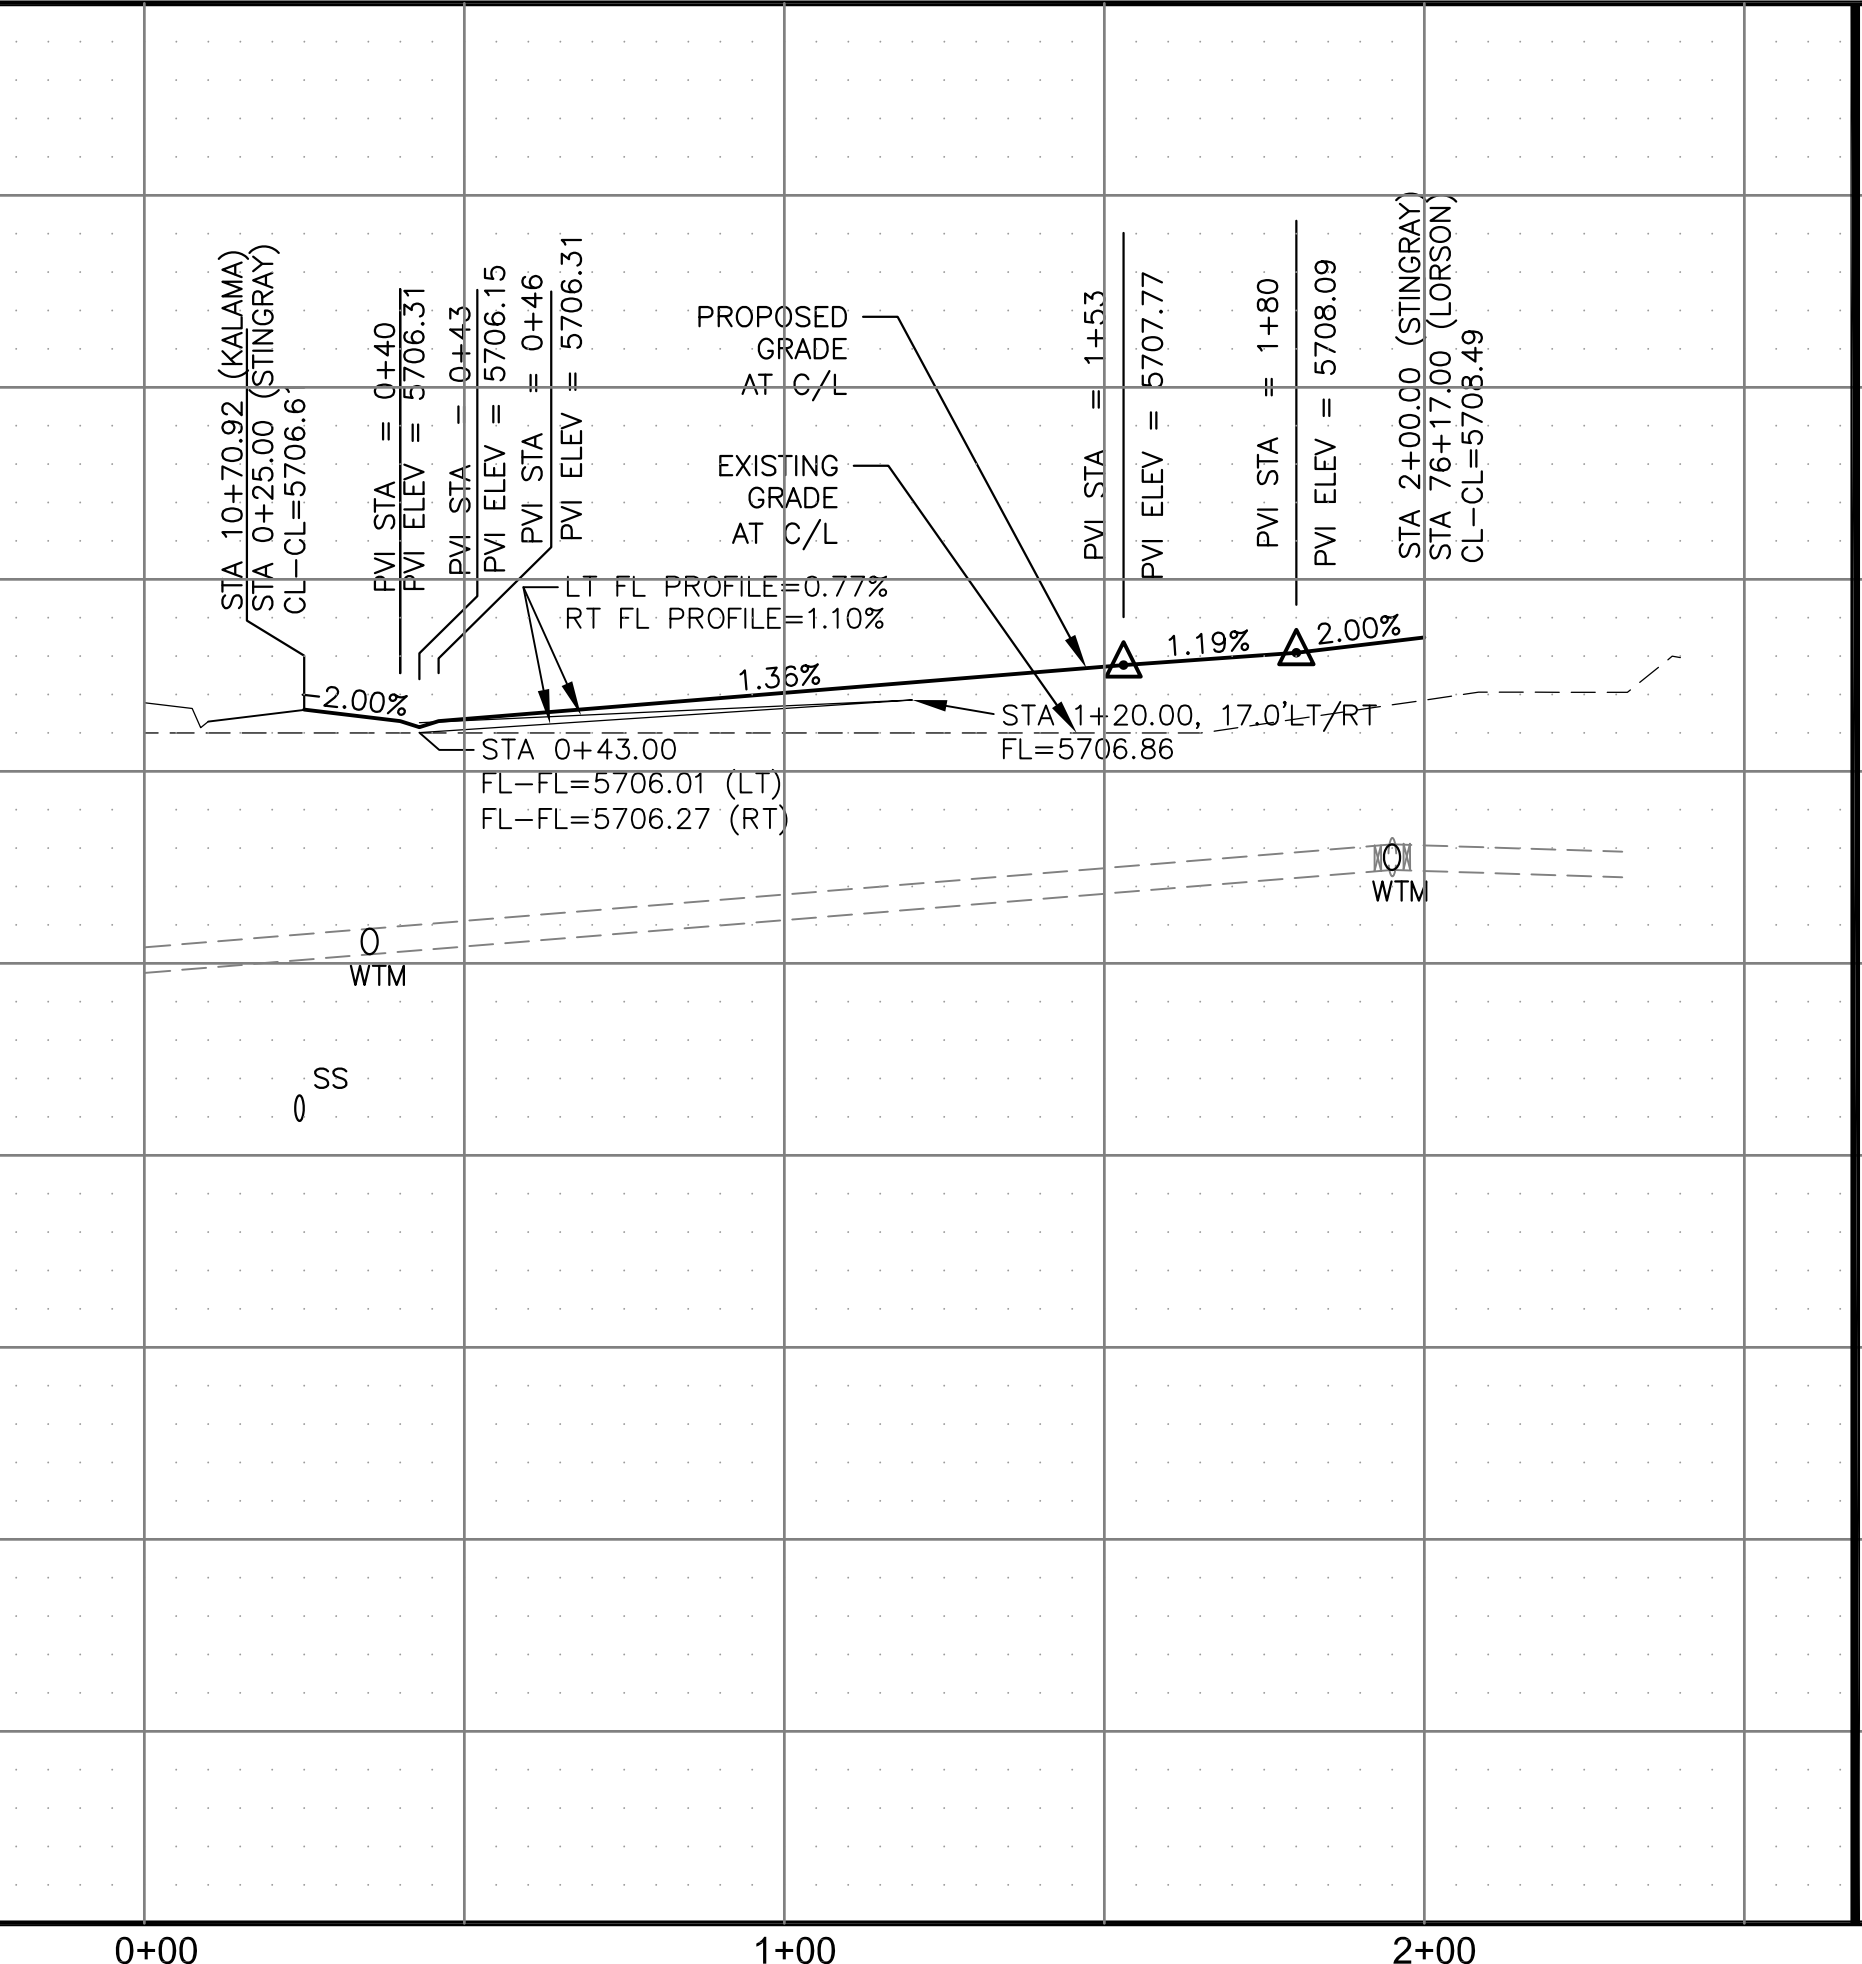 STA 10+70.92 (KALAMA)
STA 0+25.00 (STINGRAY)
CL-CL=5706.6
PVI STA = 0+40
PVI ELEV = 5706.31
PVI STA = 0+43
PVI ELEV = 5706.15
PVI STA = 0+46
PVI ELEV = 5706.31
PROPOSED
GRADE
AT C/L
EXISTING
GRADE
AT C/L
PVI STA = 1+53
PVI ELEV = 5707.77
PVI STA = 1+80
PVI ELEV = 5708.09
STA 2+00.00 (STINGRAY)
STA 76+17.00 (LORSON)
CL-CL=5708.49
LT FL PROFILE=0.77%
RT FL PROFILE=1.10%
-2.00%
1.36%
1.19%
2.00%
STA 1+20.00, 17.0'LT/RT
FL=5706.86
STA 0+43.00
FL-FL=5706.01 (LT)
FL-FL=5706.27 (RT)
WTM
WTM
SS
0+00
1+00
2+00